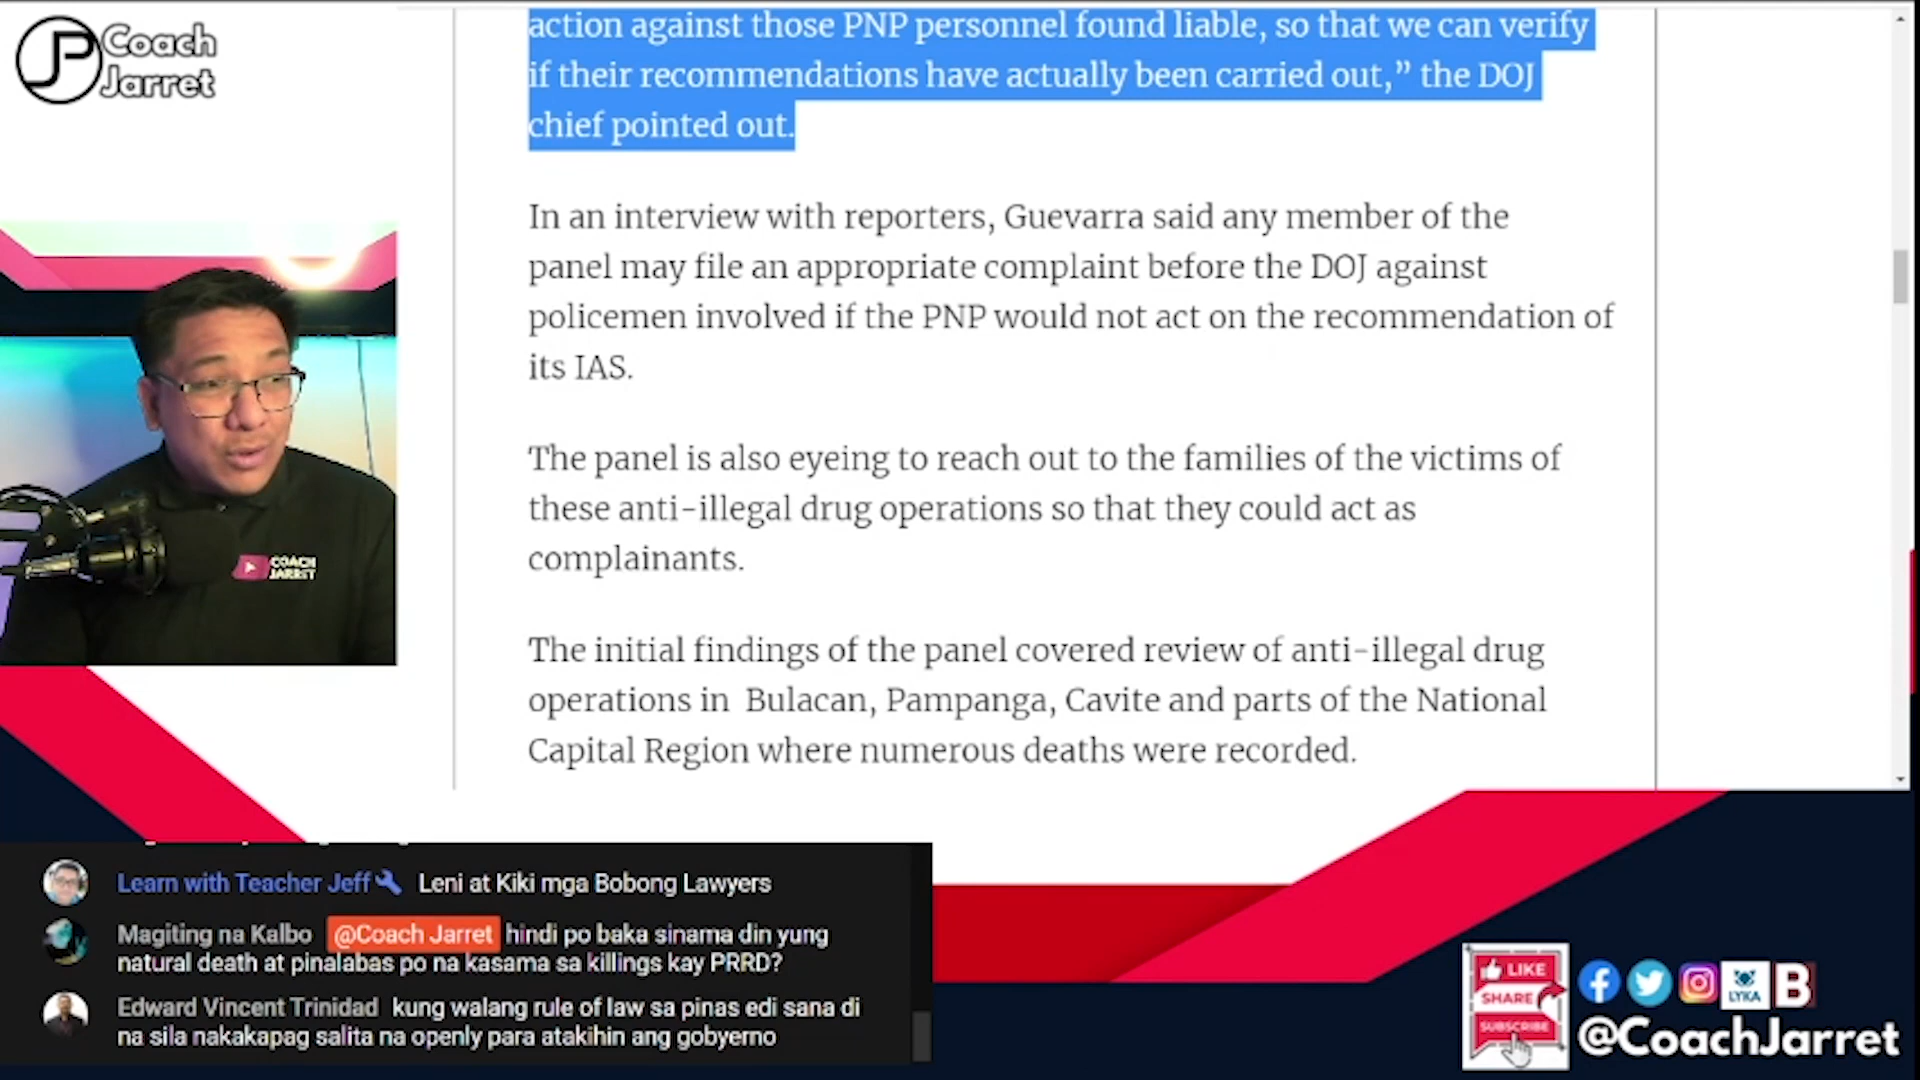 Coach
Jarret
action against those PNP personnel found liable, so that we can verify
if their recommendations have actually been carried out,” the DOJ
chief pointed out.
In an interview with reporters, Guevarra said any member of the
panel may file an appropriate complaint before the DOJ against
policemen involved if the PNP would not act on the recommendation of
its IAS.
The panel is also eyeing to reach out to the families of the victims of
these anti-illegal drug operations so that they could act as
complainants.
The initial findings of the panel covered review of anti-illegal drug
operations in Bulacan, Pampanga, Cavite and parts of the National
Capital Region where numerous deaths were recorded.
COACH
JARRET
Learn with Teacher Jeff Leni at Kiki mga Bobong Lawyers
Magiting na Kalbo @Coach Jarret hindi po baka sinama din yung
natural death at pinalabas po na kasama sa killings kay PRRD?
Edward Vincent Trinidad kung walang rule of law sa pinas edi sana di
na sila nakakapag salita na openly para atakihin ang gobyerno
LIKE
SHARE
SUBSCRIBE
LYKA
B
@CoachJarret